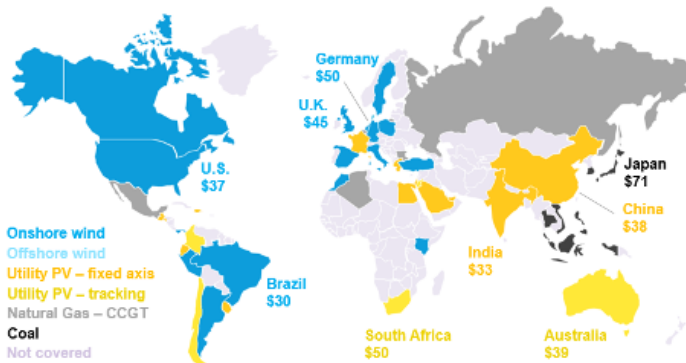 Germany
$50
U.K.
$45
U.S.
$37
Japan
$71
China
$38
India
$33
Brazil
$30
South Africa
$50
Australia
$39
Onshore wind
Offshore wind
Utility PV – fixed axis
Utility PV – tracking
Natural Gas – CCGT
Coal
Not covered